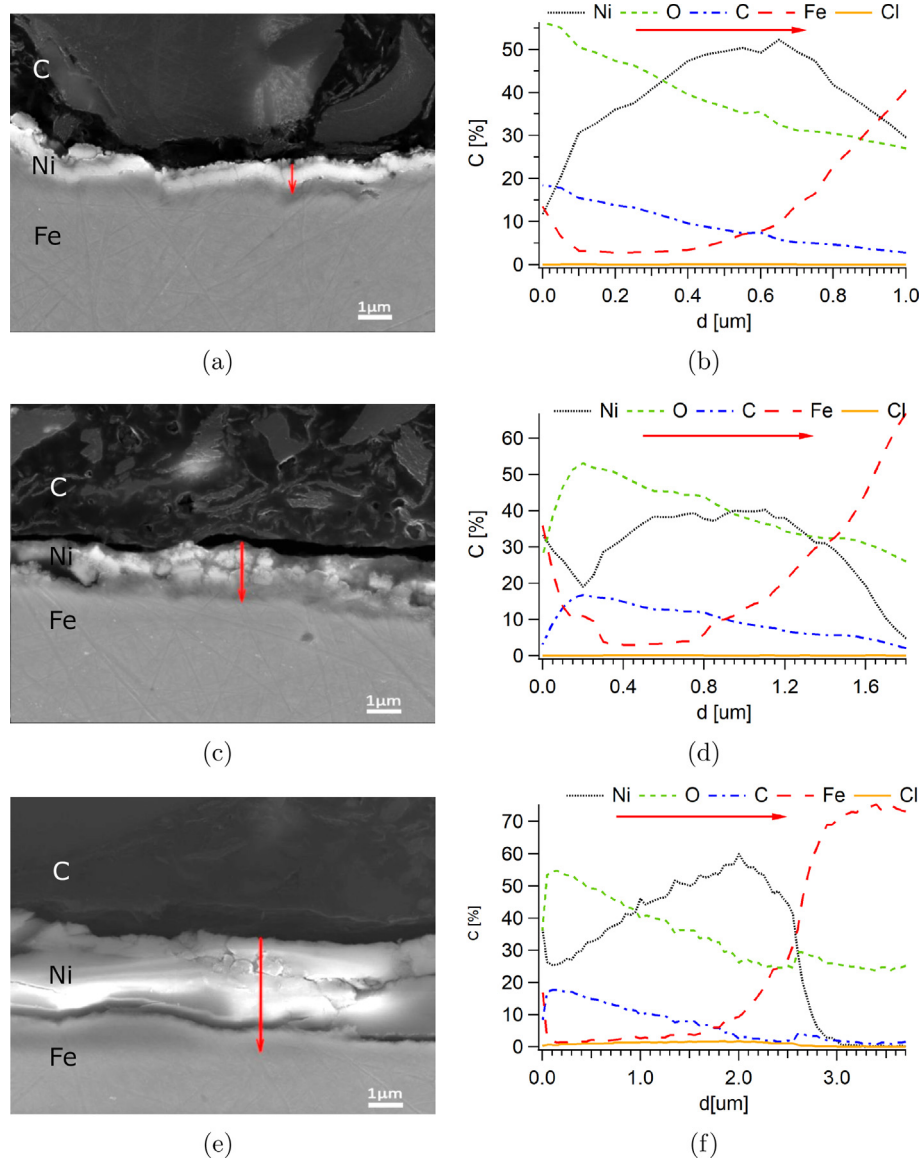 C
Ni
Fe
1µm
(a)
Ni O C Fe Cl
50
40
30
20
10
0
C [%]
0.0 0.2 0.4 0.6 0.8 1.0
d [um]
(b)
C
Ni
Fe
1µm
(c)
Ni O C Fe Cl
60
50
40
30
20
10
0
C [%]
0.0 0.4 0.8 1.2 1.6
d [um]
(d)
C
Ni
Fe
1µm
(e)
Ni O C Fe Cl
70
60
50
40
30
20
10
0
C [%]
0.0 1.0 2.0 3.0
d[um]
(f)